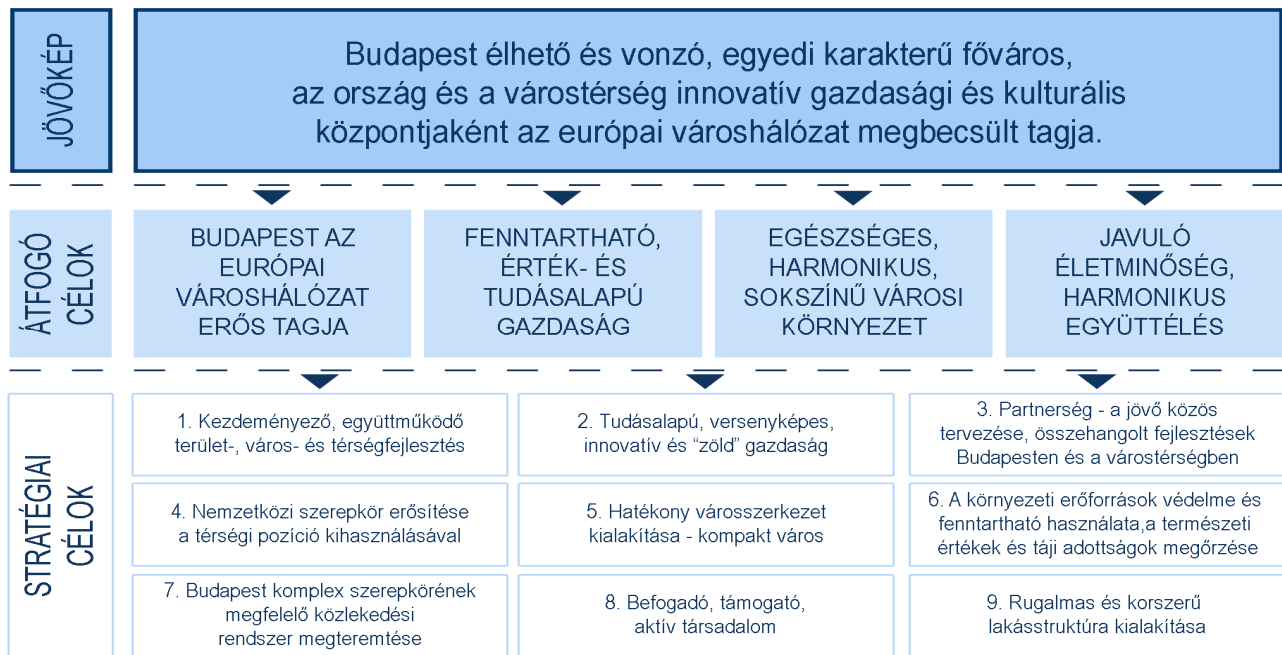 JÖVŐKÉP
Budapest élhető és vonzó, egyedi karakterű főváros,
az ország és a várostérség innovatív gazdasági és kulturális
központjaként az európai városhálózat megbecsült tagja.
ÁTFOGÓ
CÉLOK
BUDAPEST AZ
EURÓPAI
VÁROSHÁLÓZAT
ERŐS TAGJA
FENNTARTHATÓ,
ÉRTÉK- ÉS
TUDÁSALAPÚ
GAZDASÁG
EGÉSZSÉGES,
HARMONIKUS,
SOKSZÍNŰ VÁROSI
KÖRNYEZET
JAVULÓ
ÉLETMINŐSÉG,
HARMONIKUS
EGYÜTTÉLÉS
STRATÉGIAI
CÉLOK
1. Kezdeményező, együttműködő
terület-, város- és térségfejlesztés
2. Tudásalapú, versenyképes,
innovatív és “zöld” gazdaság
3. Partnerség - a jövő közös
tervezése, összehangolt fejlesztések
Budapesten és a várostérségben
4. Nemzetközi szerepkör erősítése
a térségi pozíció kihasználásával
5. Hatékony városszerkezet
kialakítása - kompakt város
6. A környezeti erőforrások védelme és
fenntartható használata,a természeti
értékek és táji adottságok megőrzése
7. Budapest komplex szerepkörének
megfelelő közlekedési
rendszer megteremtése
8. Befogadó, támogató,
aktív társadalom
9. Rugalmas és korszerű
lakásstruktúra kialakítása